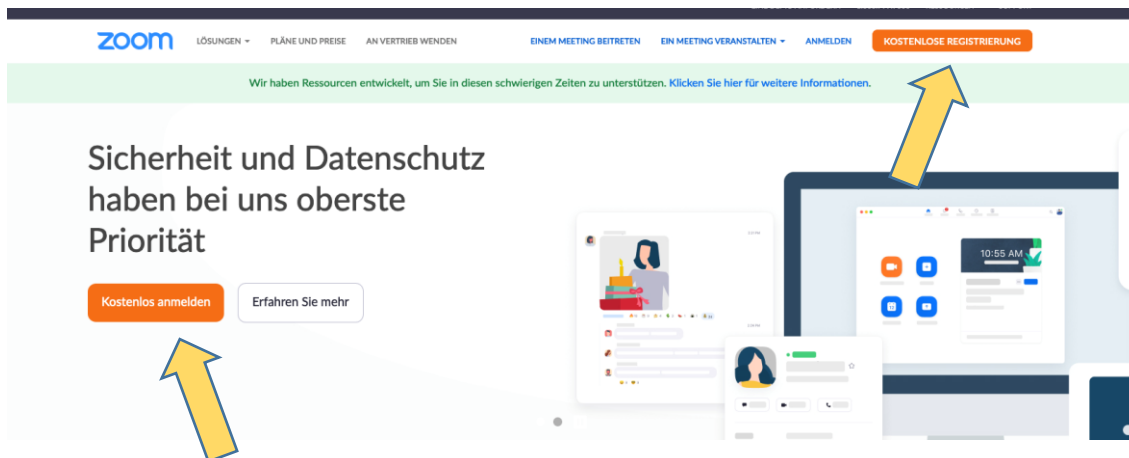 zoom LÖSUNGEN PLÄNE UND PREISE AN VERTRIEB WENDEN EINEM MEETING BEITRETEN EIN MEETING VERANSTALTEN ANMELDEN KOSTENLOSE REGISTRIERUNG
Wir haben Ressourcen entwickelt, um Sie in diesen schwierigen Zeiten zu unterstützen. Klicken Sie hier für weitere Informationen.
Sicherheit und Datenschutz
haben bei uns oberste
Priorität
Kostenlos anmelden Erfahren Sie mehr
10:55 AM